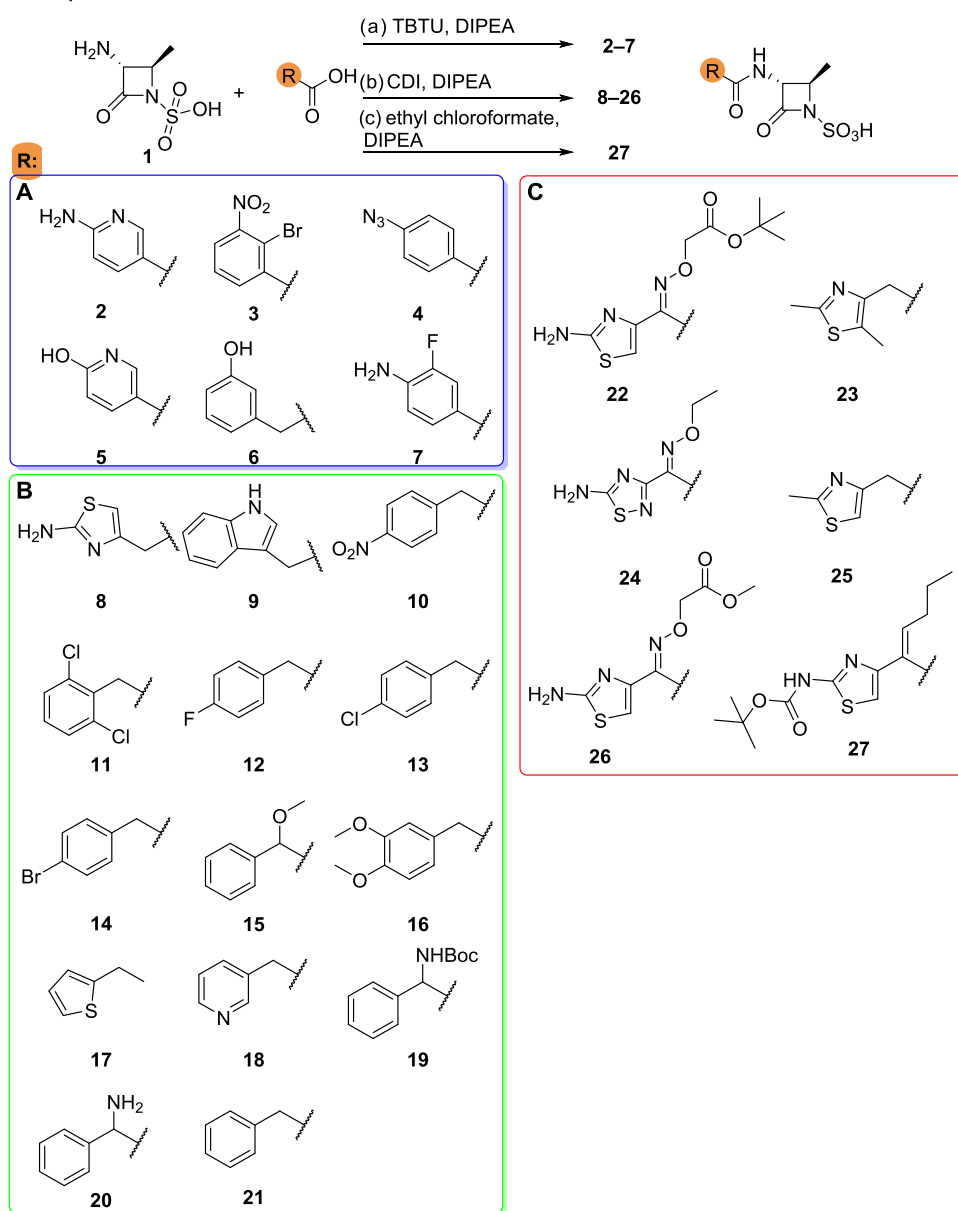 (a) TBTU, DIPEA
2–7
H2N
O
N
S
O
O
OH
1
+
R
OH
O
(b) CDI, DIPEA
8–26
(c) ethyl chloroformate,
DIPEA
27
R
H
N
O
O
N
SO3H
R:
A
H2N
N
2
NO2
Br
3
N3
4
HO
N
5
OH
6
F
H2N
7
B
S
H2N
N
8
H
N
9
NO2
10
Cl
Cl
11
F
12
Cl
13
Br
14
O
15
O
O
16
S
17
N
18
NHBoc
19
NH2
20
21
C
O
O
O
N
N
H2N
S
22
N
S
23
O
N
N
H2N
S
N
24
N
S
25
O
O
O
N
N
H2N
S
26
N
HN
S
O
O
27